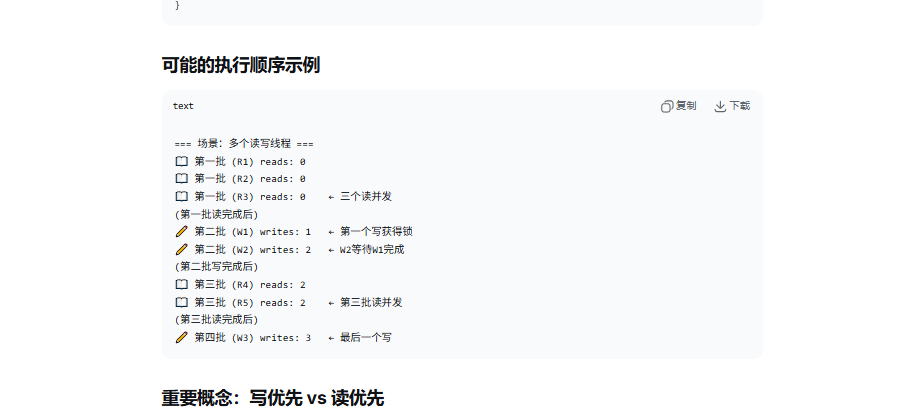 }
可能的执行顺序示例
text 复制 下载
=== 场景：多个读写线程 ===
📖 第一批 (R1) reads: 0
📖 第一批 (R2) reads: 0
📖 第一批 (R3) reads: 0    ← 三个读并发
(第一批读完成后)
✏️ 第二批 (W1) writes: 1   ← 第一个写获得锁
✏️ 第二批 (W2) writes: 2   ← W2等待W1完成
(第二批写完成后)
📖 第三批 (R4) reads: 2
📖 第三批 (R5) reads: 2    ← 第三批读并发
(第三批读完成后)
✏️ 第四批 (W3) writes: 3   ← 最后一个写
重要概念：写优先 vs 读优先